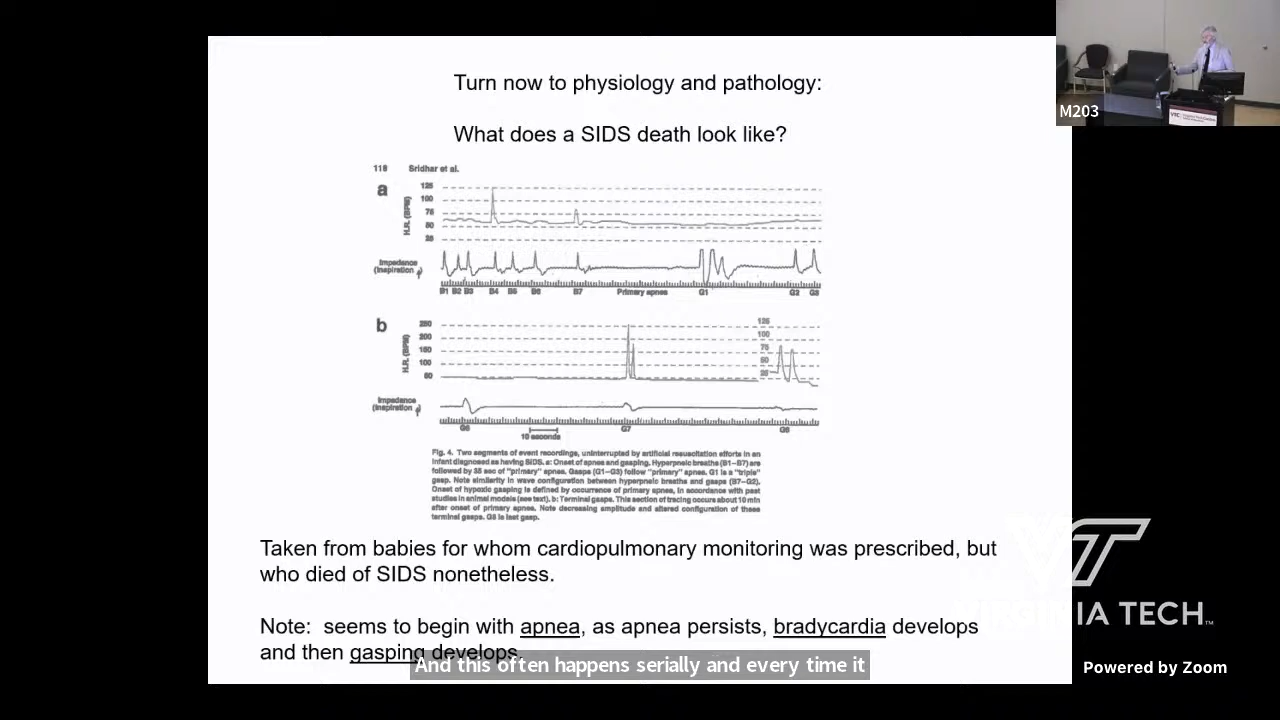 Turn now to physiology and pathology:
What does a SIDS death look like?
118 Sridhar et al.
a
125
100
75
50
25
H.R. (BPM)
Impedance
(Inspiration
B1 B2 B3 B4 B5 B6 B7 Primary apnea G1 G2 G3
b
250
200
150
100
50
H.R. (BPM)
125
100
75
50
25
Impedance
(Inspiration
G6 G7 G8
10 seconds
Fig. 4. Two segments of event recordings, uninterrupted by artificial resuscitation efforts in an
infant diagnosed as having SIDS. a: Onset of apnea and gasping. Hyperpneic breaths (B1–B7) are
followed by 35 sec of "primary" apnea. Gasps (G1–G3) follow "primary" apnea. G1 is a "triple"
gasp. Note similarity in wave configuration between hyperpneic breaths and gasps (B7–G2).
Onset of hypoxic gasping is defined by occurrence of primary apnea, in accordance with past
studies in animal models (see text). b: Terminal gasps. This section of tracing occurs about 10 min
after onset of primary apnea. Note decreasing amplitude and altered configuration of these
terminal gasps. G8 is last gasp.
Taken from babies for whom cardiopulmonary monitoring was prescribed, but
who died of SIDS nonetheless.
Note: seems to begin with apnea, as apnea persists, bradycardia develops
and then gasping develops.
And this often happens serially and every time it
M203
VIRGINIA TECH™
Powered by Zoom